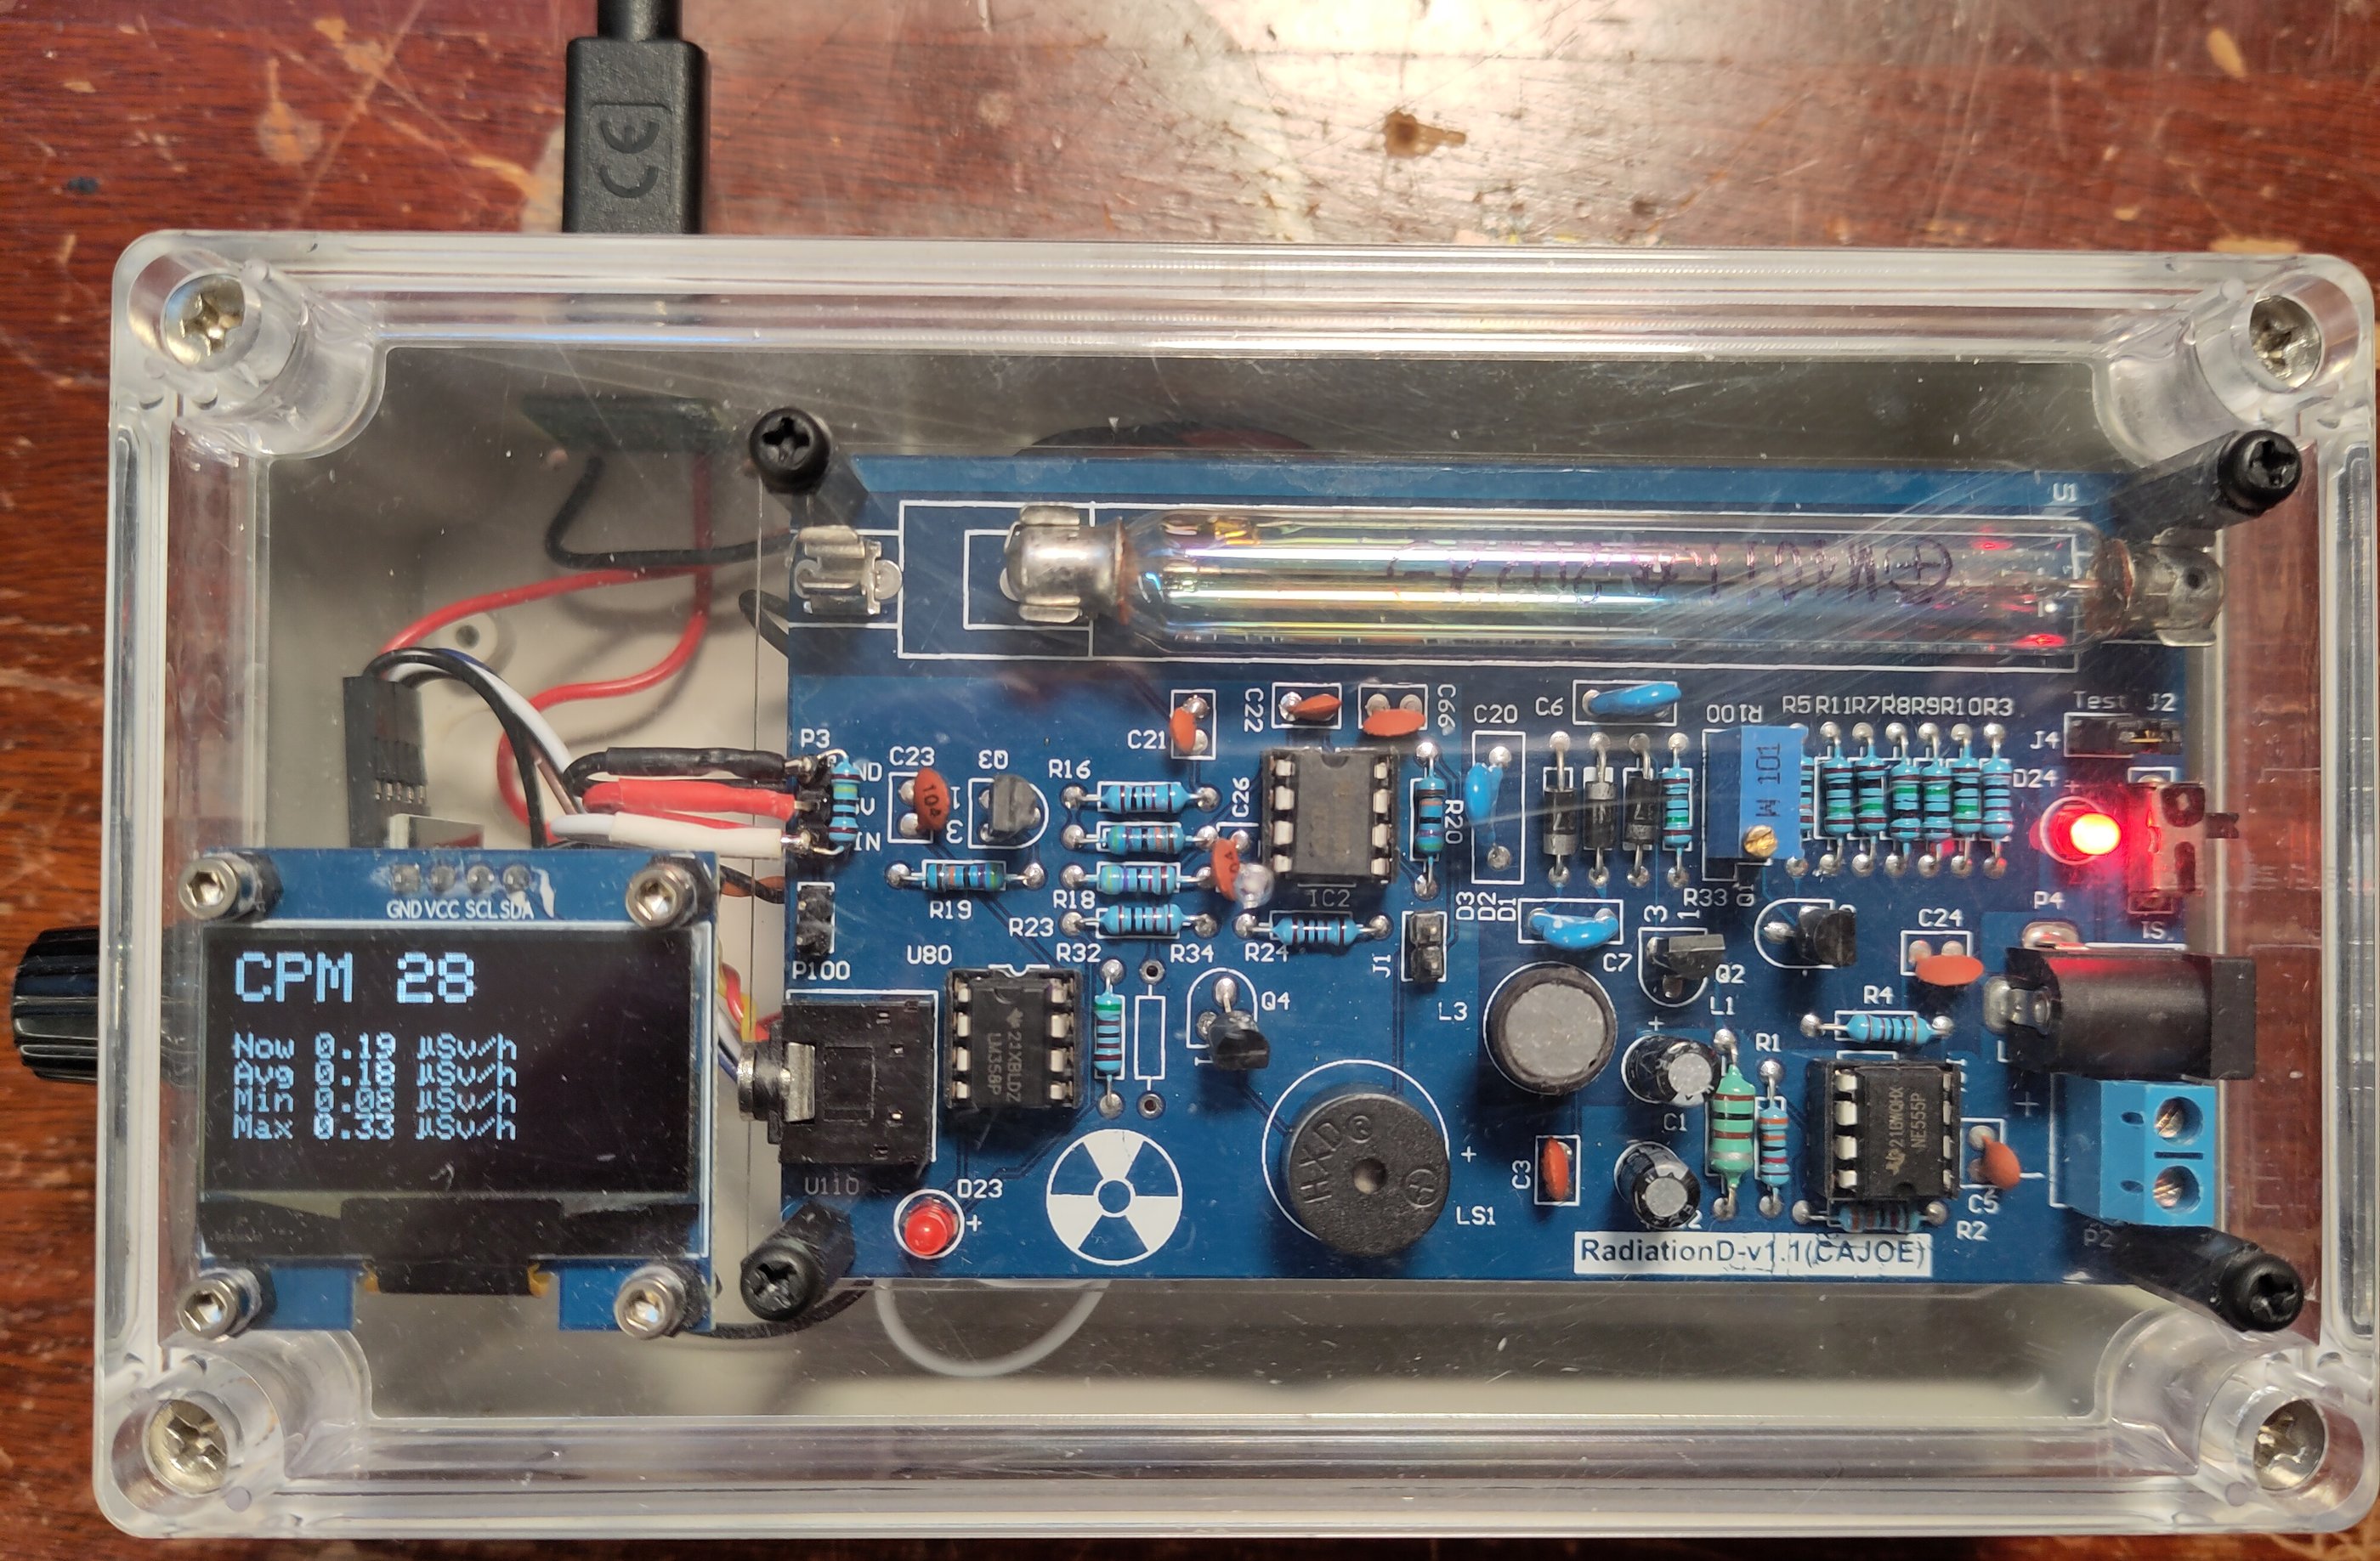 CE
U1
P3
C23
Q3
R16
C21
C22
C66
C20
C6
R100
R5 R11 R7 R8 R9 R10 R3
Test J2
J4
D24
104
W 101
C26
R20
IN
R19
R18
R23
R32
R34
R24
IC2
D3
D2
D1
R33
Q1
P4
C24
C7
Q2
J1
L3
L1
R4
R1
P100
U80
Q4
GND VCC SCL SDA
CPM 28
Now 0.19 µSv/h
Avg 0.18 µSv/h
Min 0.08 µSv/h
Max 0.33 µSv/h
NE555P
HXD
C1
C3
C5
R2
U110
D23
+
LS1
P2
RadiationD-v1.1(CAJOE)